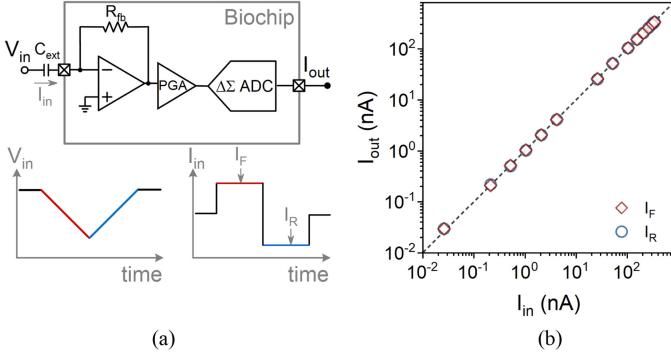 Biochip
R_fb
V_in
C_ext
I_in
−
+
PGA
ΔΣ ADC
I_out
V_in
time
I_in
I_F
I_R
time
(a)
I_out (nA)
10^2
10^1
10^0
10^-1
10^-2
I_F
I_R
10^-2 10^-1 10^0 10^1 10^2
I_in (nA)
(b)